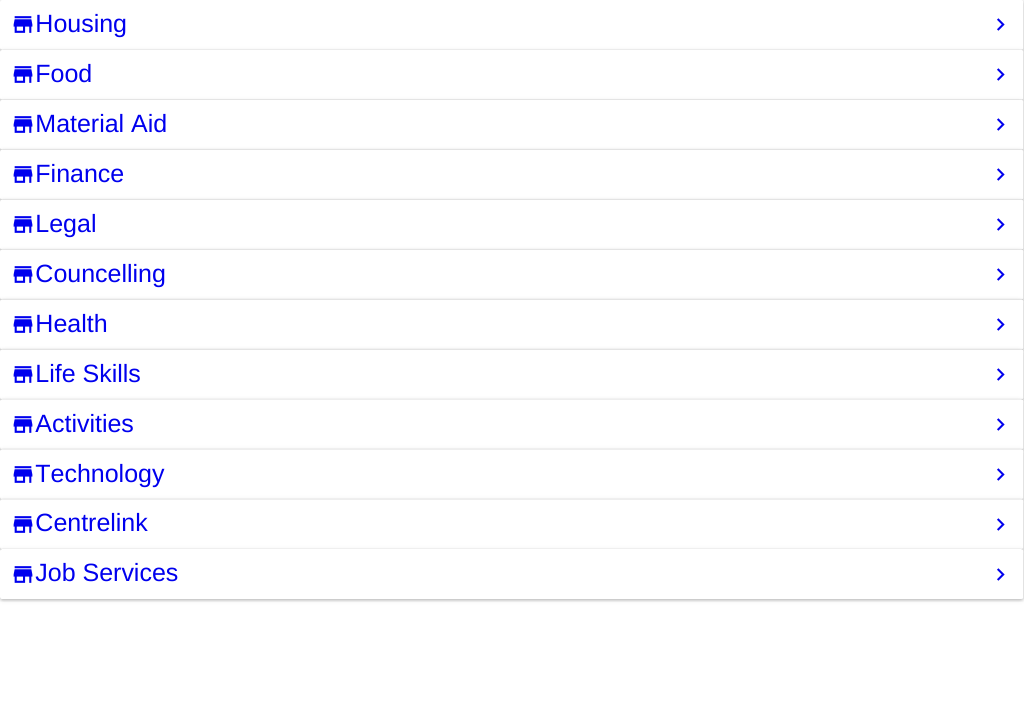 Housing
Food
Material Aid
Finance
Legal
Councelling
Health
Life Skills
Activities
Technology
Centrelink
Job Services